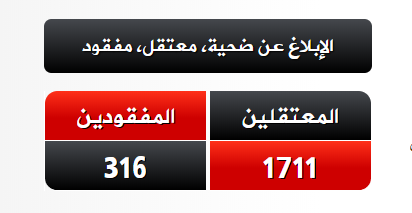 الإبلاغ عن ضحية، معتقل، مفقود
المعتقلين المفقودين
1711 316